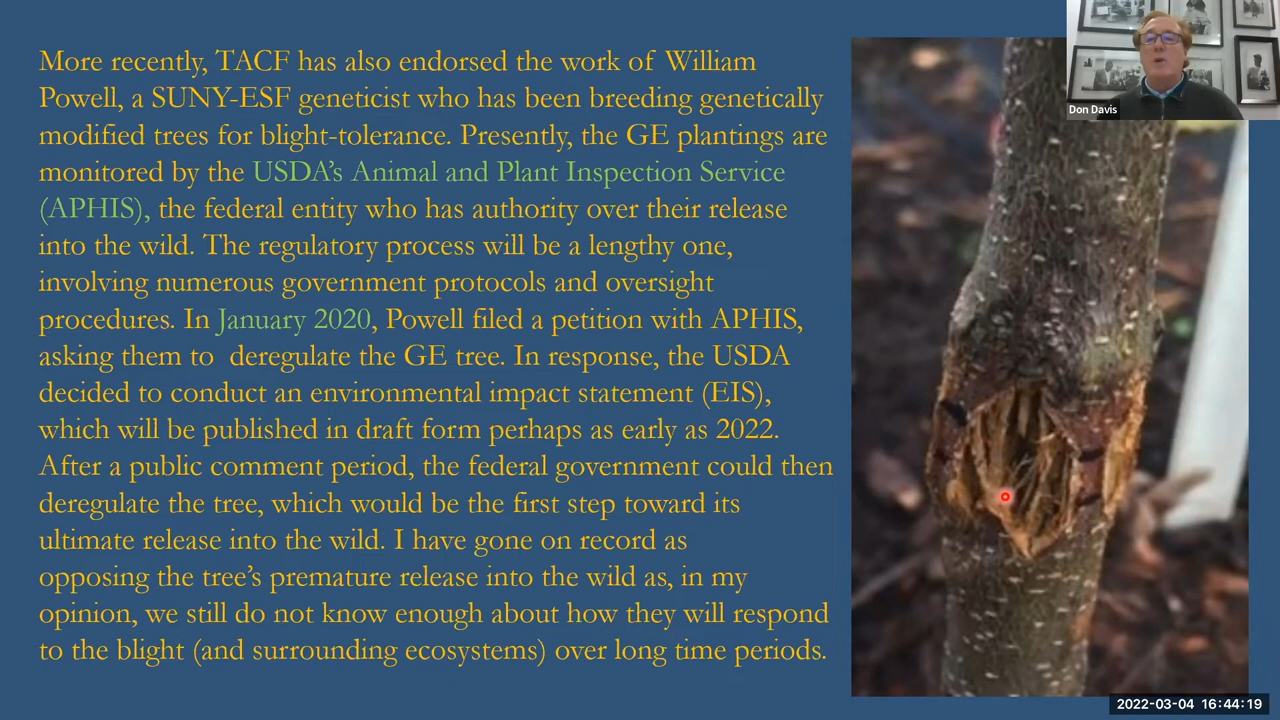 More recently, TACF has also endorsed the work of William
Powell, a SUNY-ESF geneticist who has been breeding genetically
modified trees for blight-tolerance. Presently, the GE plantings are
monitored by the USDA's Animal and Plant Inspection Service
(APHIS), the federal entity who has authority over their release
into the wild. The regulatory process will be a lengthy one,
involving numerous government protocols and oversight
procedures. In January 2020, Powell filed a petition with APHIS,
asking them to  deregulate the GE tree. In response, the USDA
decided to conduct an environmental impact statement (EIS),
which will be published in draft form perhaps as early as 2022.
After a public comment period, the federal government could then
deregulate the tree, which would be the first step toward its
ultimate release into the wild. I have gone on record as
opposing the tree's premature release into the wild as, in my
opinion, we still do not know enough about how they will respond
to the blight (and surrounding ecosystems) over long time periods.
Don Davis
2022-03-04 16:44:19